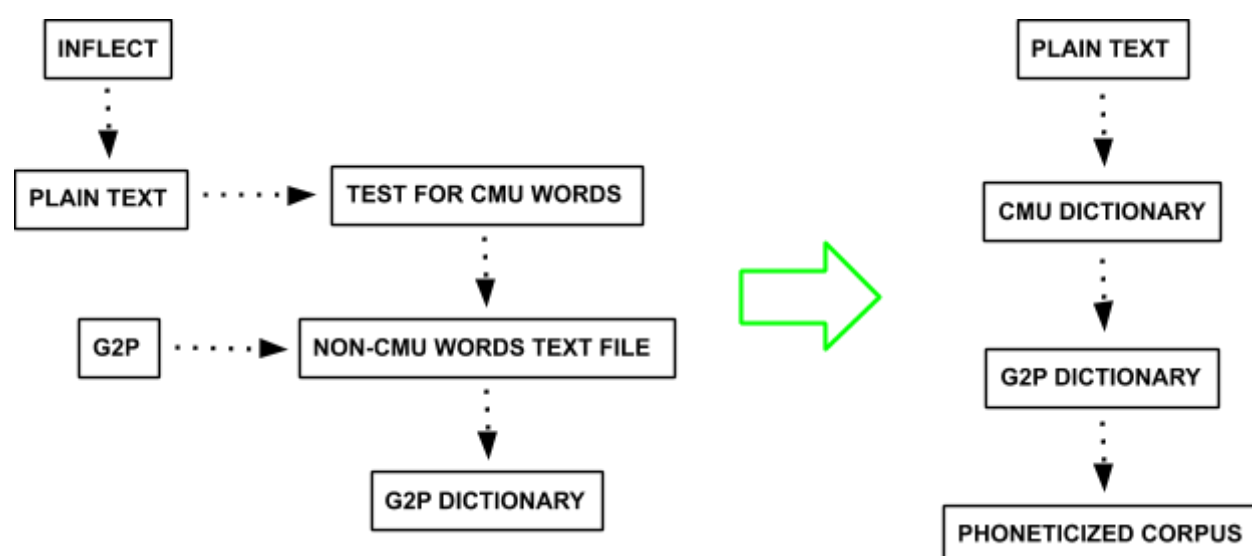 INFLECT
PLAIN TEXT
TEST FOR CMU WORDS
G2P
NON-CMU WORDS TEXT FILE
G2P DICTIONARY
PLAIN TEXT
CMU DICTIONARY
G2P DICTIONARY
PHONETICIZED CORPUS